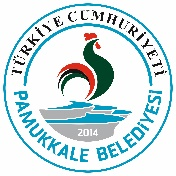 TÜRKİYE CUMHURİYETİ
2014
PAMUKKALE BELEDİYESİ